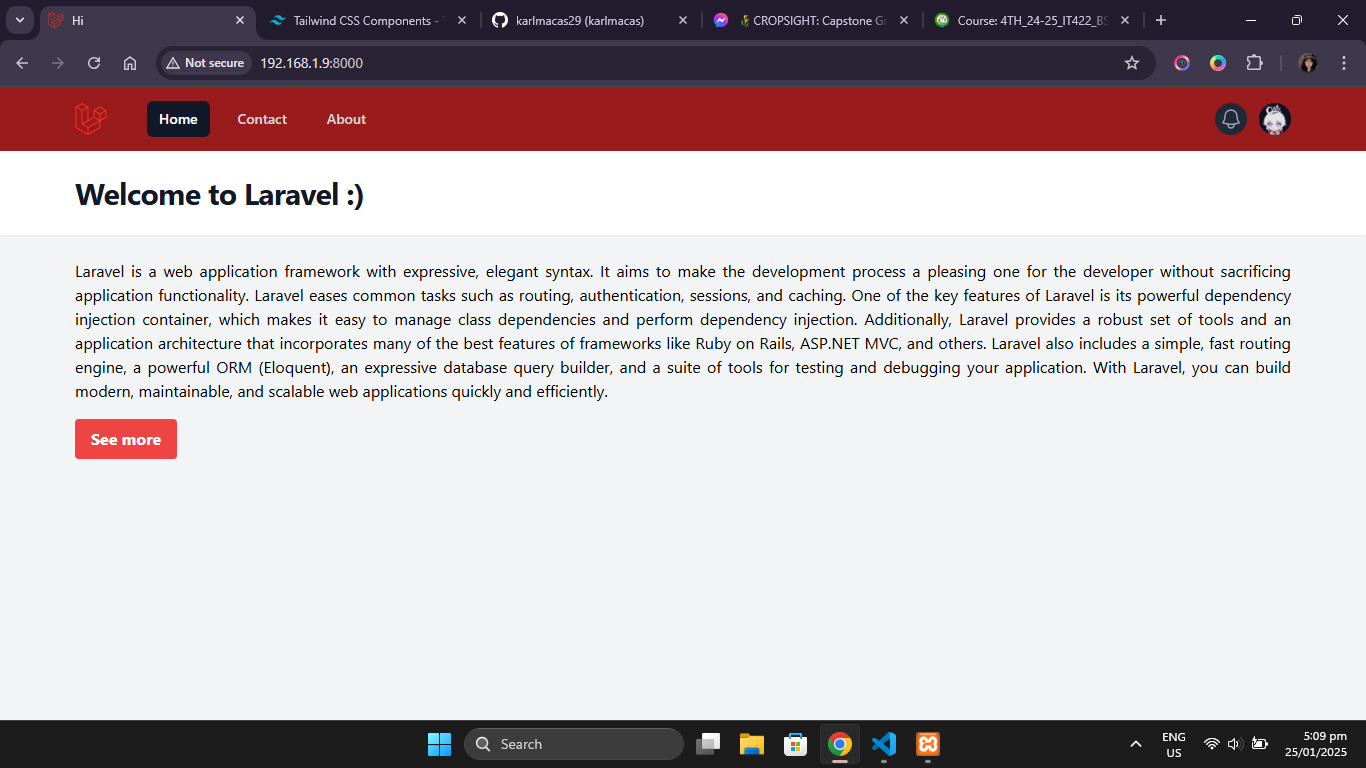 Hi
Tailwind CSS Components -
karlmacas29 (karlmacas)
CROPSIGHT: Capstone
Course: 4TH_24-25_IT422_BS
Not secure
192.168.1.9:8000
Home
Contact
About
Welcome to Laravel :)
Laravel is a web application framework with expressive, elegant syntax. It aims to make the development process a pleasing one for the developer without sacrificing
application functionality. Laravel eases common tasks such as routing, authentication, sessions, and caching. One of the key features of Laravel is its powerful dependency
injection container, which makes it easy to manage class dependencies and perform dependency injection. Additionally, Laravel provides a robust set of tools and an
application architecture that incorporates many of the best features of frameworks like Ruby on Rails, ASP.NET MVC, and others. Laravel also includes a simple, fast routing
engine, a powerful ORM (Eloquent), an expressive database query builder, and a suite of tools for testing and debugging your application. With Laravel, you can build
modern, maintainable, and scalable web applications quickly and efficiently.
See more
Search
ENG
US
5:09 pm
25/01/2025